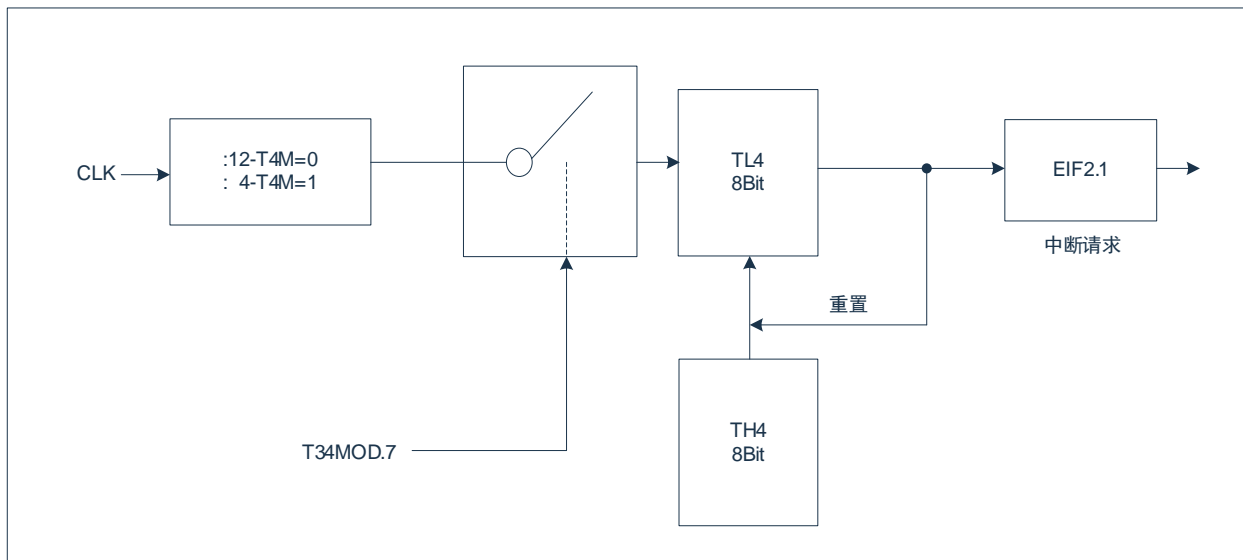 CLK
:12-T4M=0
: 4-T4M=1
TL4
8Bit
EIF2.1
中断请求
重置
TH4
8Bit
T34MOD.7